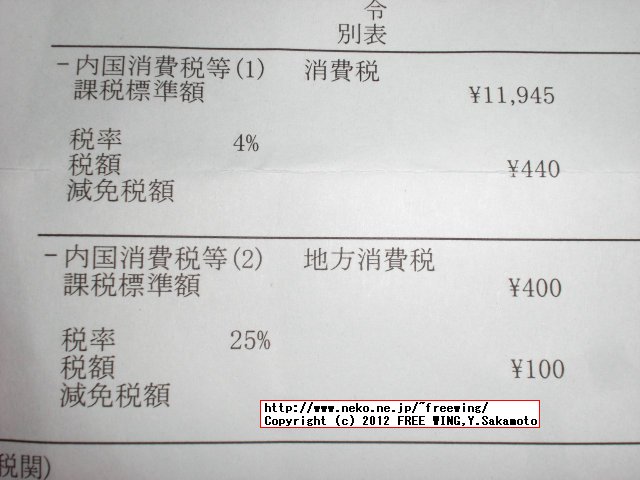 令
別表
－内国消費税等(1) 消費税
課税標準額 ¥11,945
税率 4%
税額 ¥440
減免税額
－内国消費税等(2) 地方消費税
課税標準額 ¥400
税率 25%
税額 ¥100
減免税額
http://www.neko.ne.jp/~freewing/
Copyright (c) 2012 FREE WING,Y.Sakamoto
税関)